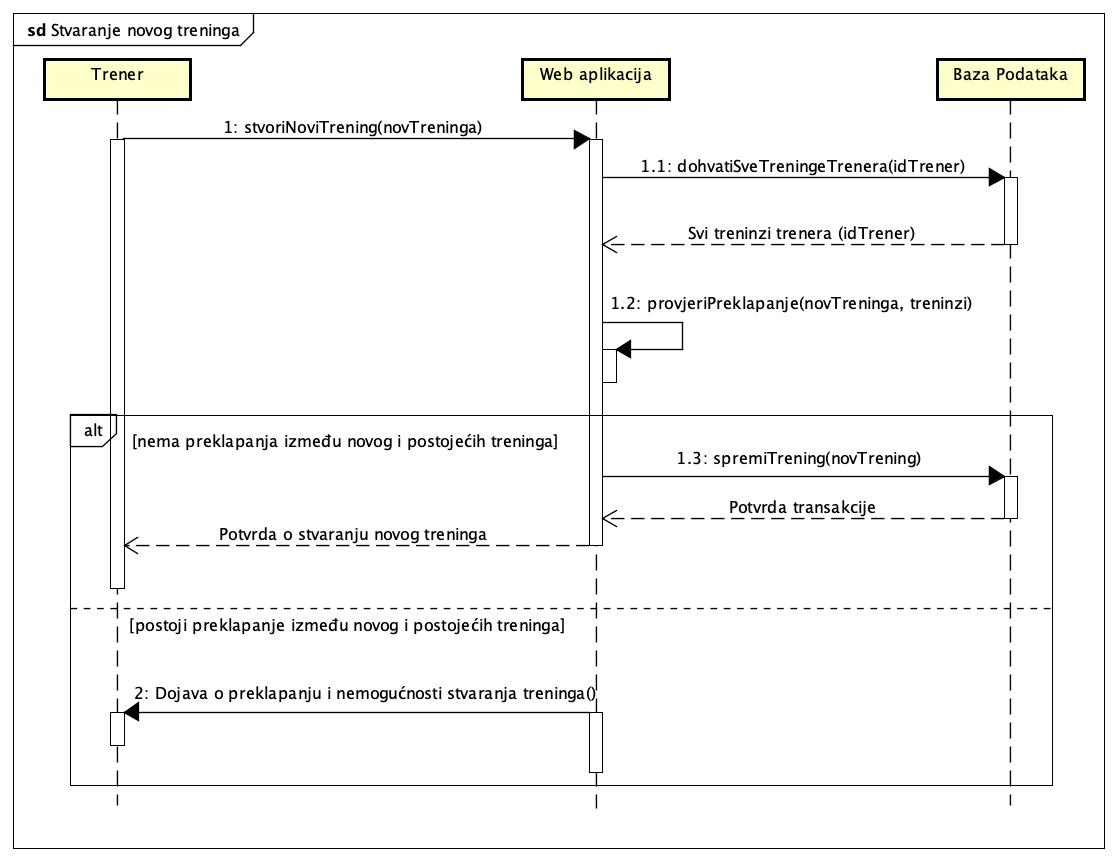 sd Stvaranje novog treninga
Trener
Web aplikacija
Baza Podataka
1: stvoriNoviTrening(novTreninga)
1.1: dohvatiSveTreningeTrenera(idTrener)
Svi treninzi trenera (idTrener)
1.2: provjeriPreklapanje(novTreninga, treninzi)
alt
[nema preklapanja između novog i postojećih treninga]
1.3: spremiTrening(novTrening)
Potvrda transakcije
Potvrda o stvaranju novog treninga
[postoji preklapanje između novog i postojećih treninga]
2: Dojava o preklapanju i nemogućnosti stvaranja treninga()